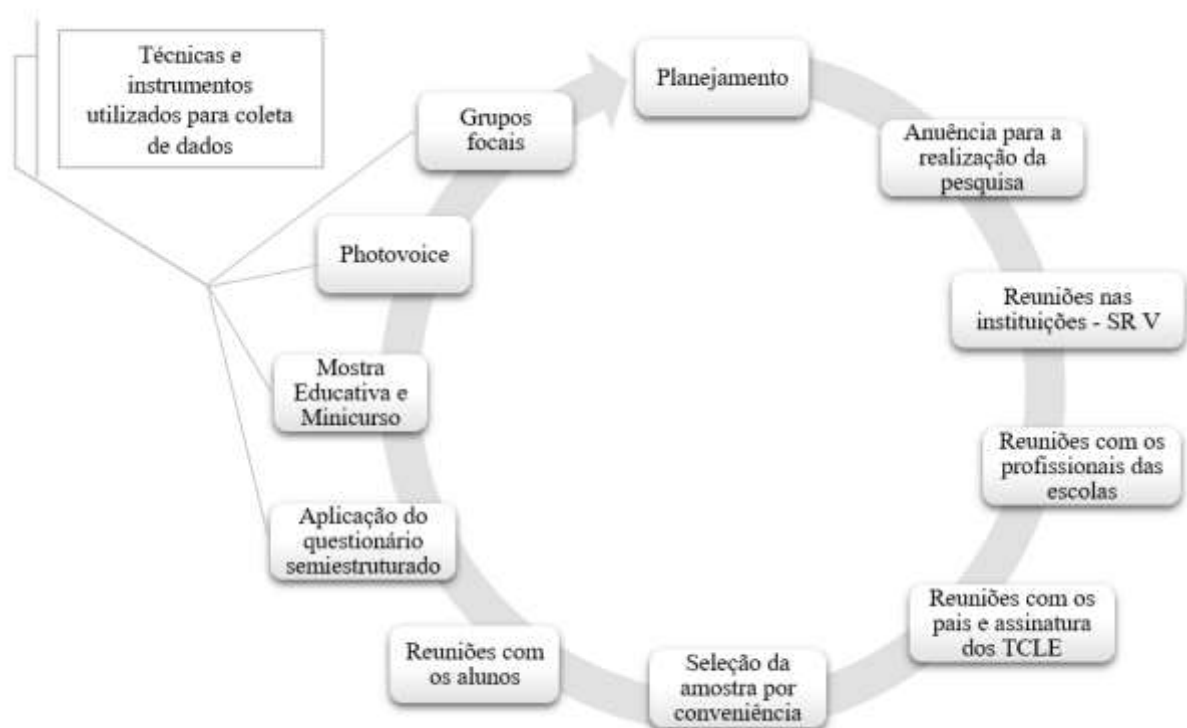 Técnicas e
instrumentos
utilizados para coleta
de dados
Planejamento
Anuência para a
realização da
pesquisa
Reuniões nas
instituições - SR V
Reuniões com os
profissionais das
escolas
Reuniões com os
pais e assinatura
dos TCLE
Seleção da
amostra por
conveniência
Reuniões com
os alunos
Aplicação do
questionário
semiestruturado
Mostra
Educativa e
Minicurso
Photovoice
Grupos
focais